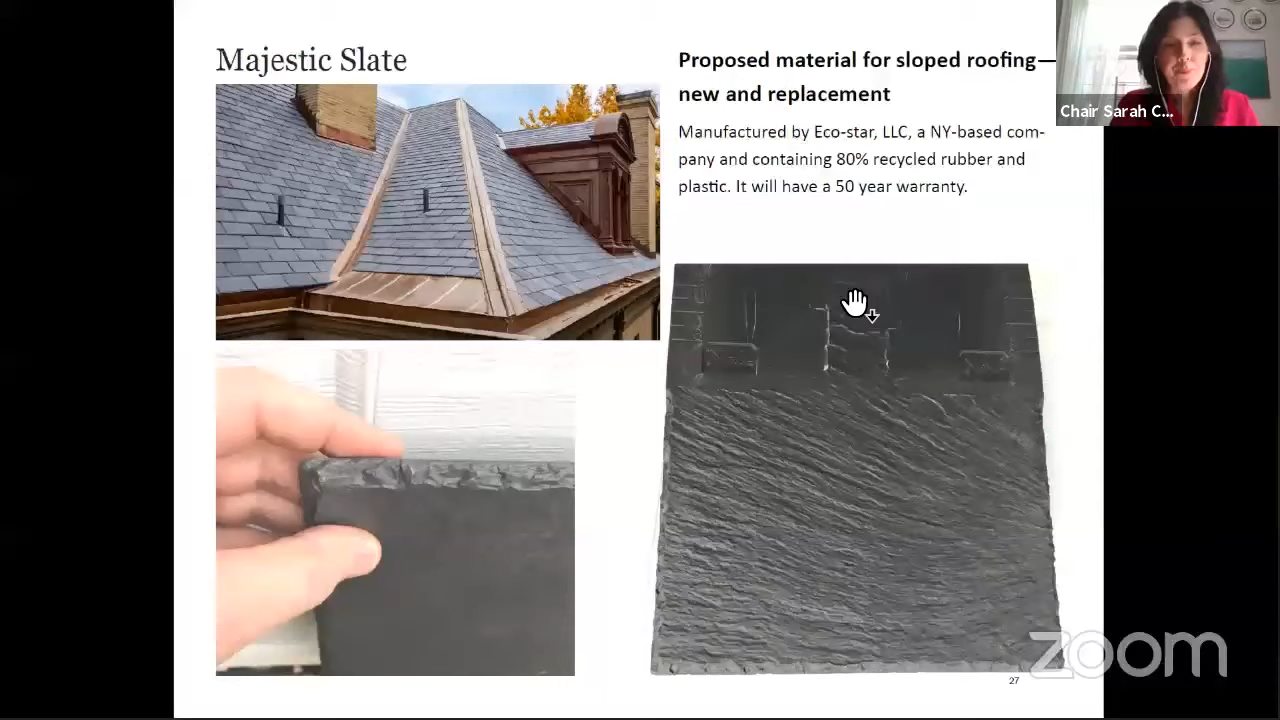 Majestic Slate
Proposed material for sloped roofing—
new and replacement
Manufactured by Eco-star, LLC, a NY-based com-
pany and containing 80% recycled rubber and
plastic. It will have a 50 year warranty.
Chair Sarah C...
zoom
27